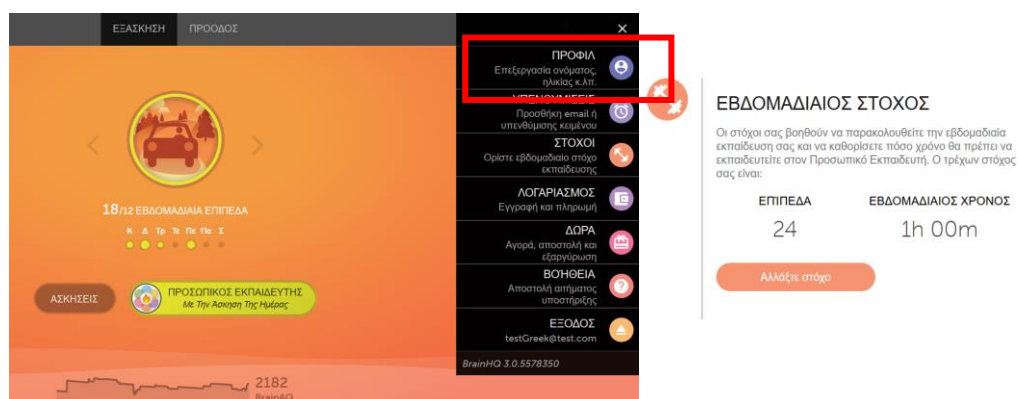 ΕΞΑΣΚΗΣΗ ΠΡΟΟΔΟΣ
18/12 ΕΒΔΟΜΑΔΙΑΙΑ ΕΠΙΠΕΔΑ
Κ Δ Τρ Τε Πε Πα Σ
ΑΣΚΗΣΕΙΣ
ΠΡΟΣΩΠΙΚΟΣ ΕΚΠΑΙΔΕΥΤΗΣ
Με Την Άσκηση Της Ημέρας
2182
BrainAQ
ΠΡΟΦΙΛ
Επεξεργασία ονόματος,
ηλικίας κ.λπ.
ΥΠΕΝΘΥΜΙΣΕΙΣ
Προσθήκη email ή
υπενθύμισης κειμένου
ΣΤΟΧΟΙ
Ορίστε εβδομαδιαίο στόχο
εκπαίδευσης
ΛΟΓΑΡΙΑΣΜΟΣ
Εγγραφή και πληρωμή
ΔΩΡΑ
Αγορά, αποστολή και
εξαργύρωση
ΒΟΉΘΕΙΑ
Αποστολή αιτήματος
υποστήριξης
ΕΞΟΔΟΣ
testGreek@test.com
BrainHQ 3.0.5578350
ΕΒΔΟΜΑΔΙΑΙΟΣ ΣΤΟΧΟΣ
Οι στόχοι σας βοηθούν να παρακολουθείτε την εβδομαδιαία
εκπαίδευση σας και να καθορίσετε πόσο χρόνο θα πρέπει να
εκπαιδευτείτε στον Προσωπικό Εκπαιδευτή. Ο τρέχων στόχος
σας είναι:
ΕΠΙΠΕΔΑ ΕΒΔΟΜΑΔΙΑΙΟΣ ΧΡΟΝΟΣ
24 1h 00m
Αλλάξτε στόχο